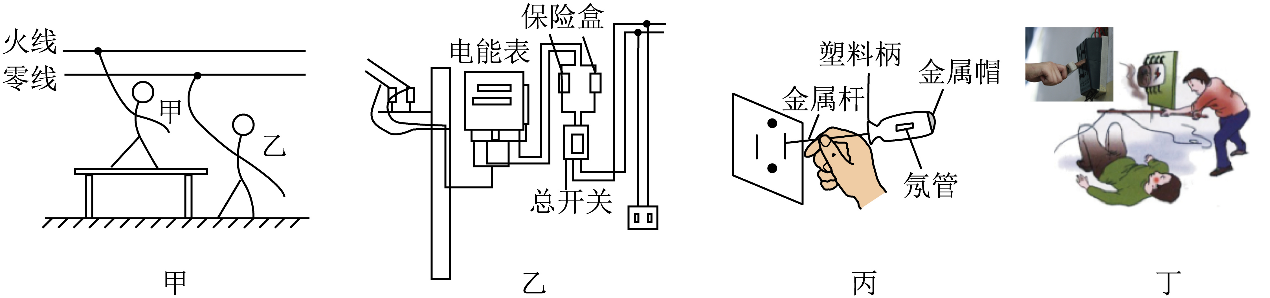 火线
零线
甲
乙
甲
保险盒
电能表
总开关
乙
塑料柄
金属帽
金属杆
氖管
丙
丁